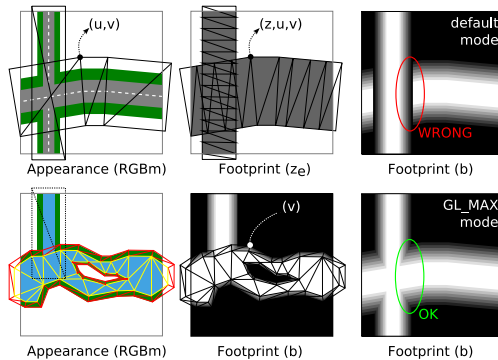 (u,v)
(z,u,v)
default
mode
WRONG
Appearance (RGBm)
Footprint (ze)
Footprint (b)
(v)
GL_MAX
mode
OK
Appearance (RGBm)
Footprint (b)
Footprint (b)